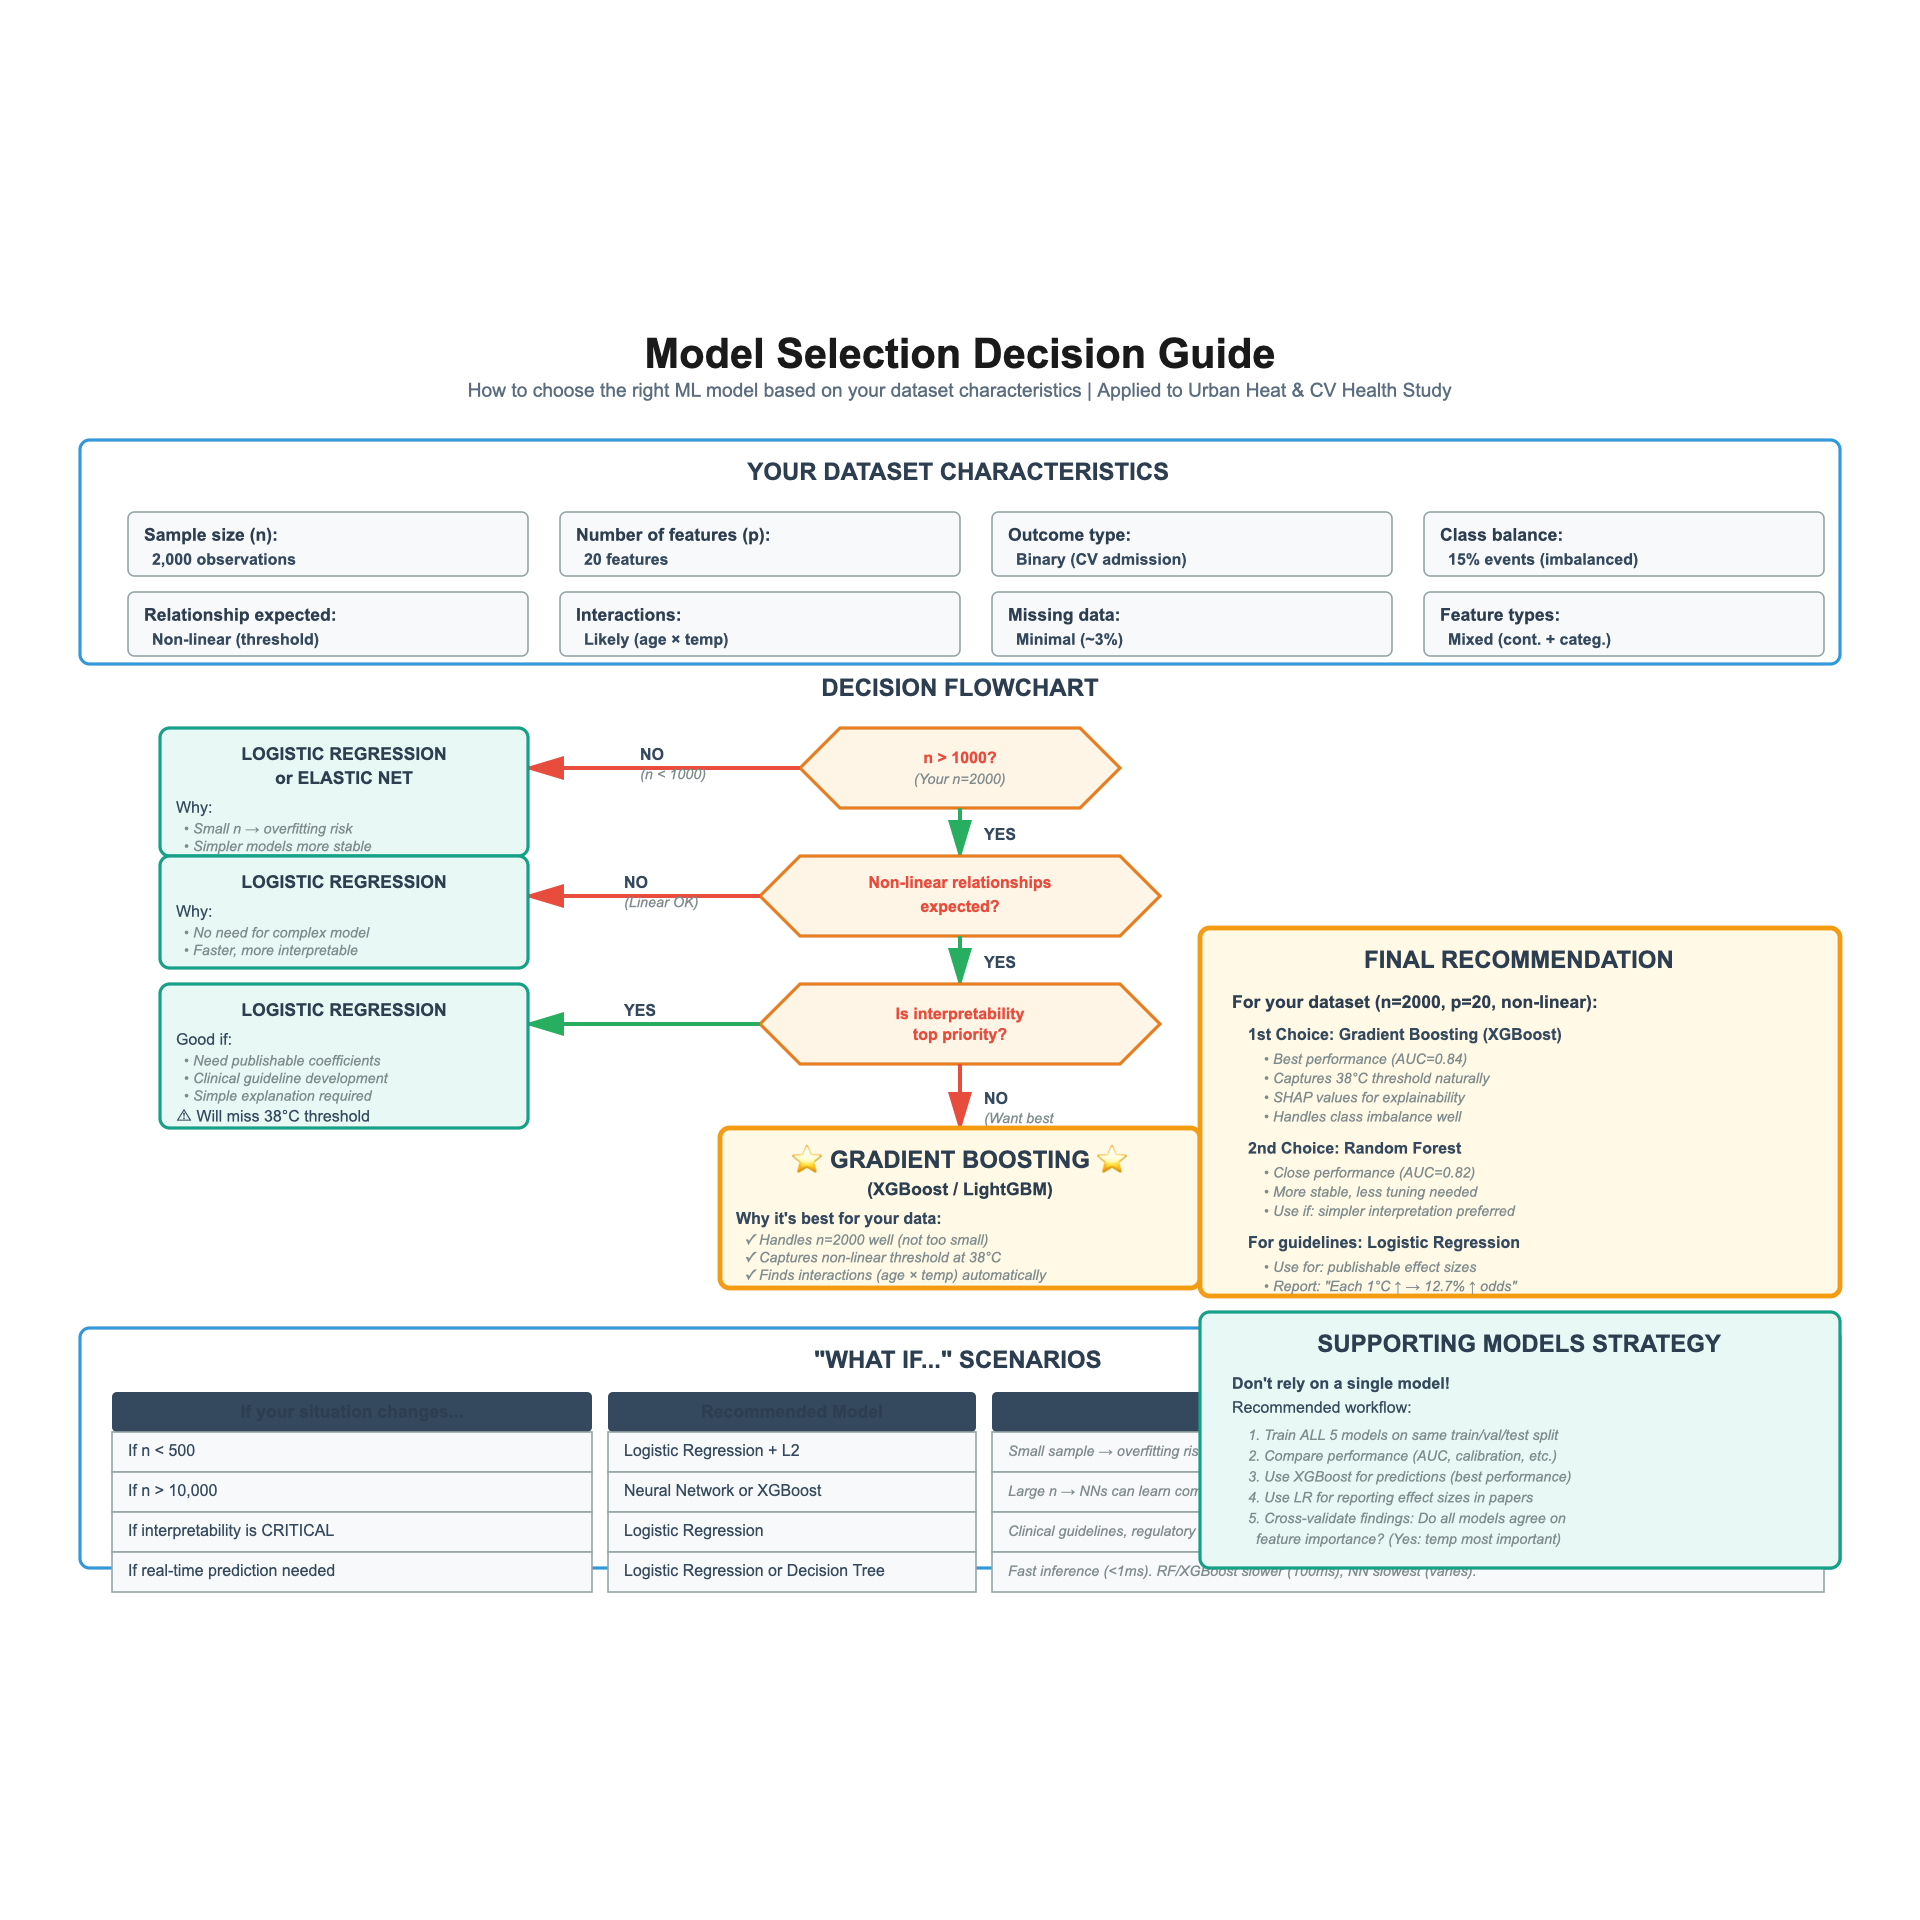 Model Selection Decision Guide
How to choose the right ML model based on your dataset characteristics | Applied to Urban Heat & CV Health Study
YOUR DATASET CHARACTERISTICS
Sample size (n):
2,000 observations
Number of features (p):
20 features
Outcome type:
Binary (CV admission)
Class balance:
15% events (imbalanced)
Relationship expected:
Non-linear (threshold)
Interactions:
Likely (age × temp)
Missing data:
Minimal (~3%)
Feature types:
Mixed (cont. + categ.)
DECISION FLOWCHART
n > 1000?
(Your n=2000)
NO
(n < 1000)
LOGISTIC REGRESSION
or ELASTIC NET
Why:
• Small n → overfitting risk
• Simpler models more stable
YES
Non-linear relationships
expected?
NO
(Linear OK)
LOGISTIC REGRESSION
Why:
• No need for complex model
• Faster, more interpretable
YES
Is interpretability
top priority?
YES
LOGISTIC REGRESSION
Good if:
• Need publishable coefficients
• Clinical guideline development
• Simple explanation required
⚠ Will miss 38°C threshold
NO
(Want best
⭐ GRADIENT BOOSTING ⭐
(XGBoost / LightGBM)
Why it's best for your data:
✓ Handles n=2000 well (not too small)
✓ Captures non-linear threshold at 38°C
✓ Finds interactions (age × temp) automatically
FINAL RECOMMENDATION
For your dataset (n=2000, p=20, non-linear):
1st Choice: Gradient Boosting (XGBoost)
• Best performance (AUC=0.84)
• Captures 38°C threshold naturally
• SHAP values for explainability
• Handles class imbalance well
2nd Choice: Random Forest
• Close performance (AUC=0.82)
• More stable, less tuning needed
• Use if: simpler interpretation preferred
For guidelines: Logistic Regression
• Use for: publishable effect sizes
• Report: "Each 1°C ↑ → 12.7% ↑ odds"
"WHAT IF..." SCENARIOS
If your situation changes...
Recommended Model
If n < 500
Logistic Regression + L2
Small sample → overfitting
If n > 10,000
Neural Network or XGBoost
Large n → NNs can learn
If interpretability is CRITICAL
Logistic Regression
Clinical guidelines, regulatory
If real-time prediction needed
Logistic Regression or Decision Tree
Fast inference (<1ms). RF/XGBoost slower (100ms), NN slowest (varies).
SUPPORTING MODELS STRATEGY
Don't rely on a single model!
Recommended workflow:
1. Train ALL 5 models on same train/val/test split
2. Compare performance (AUC, calibration, etc.)
3. Use XGBoost for predictions (best performance)
4. Use LR for reporting effect sizes in papers
5. Cross-validate findings: Do all models agree on
feature importance? (Yes: temp most important)